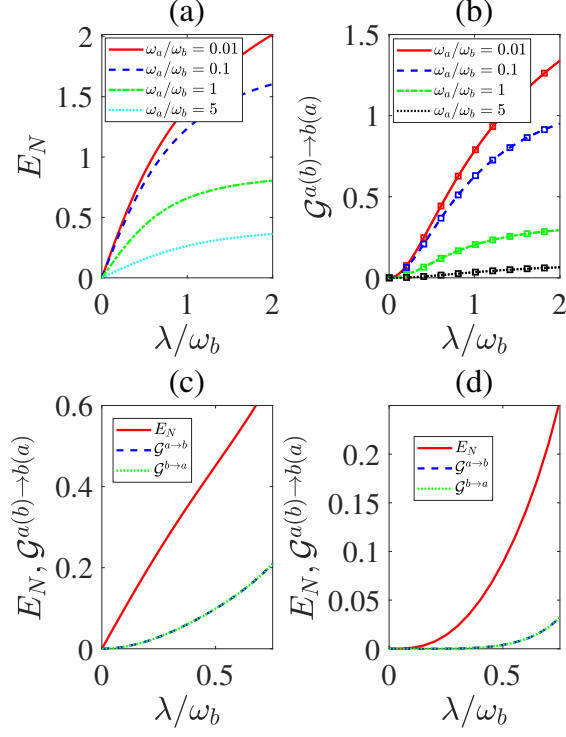 (a)
2
1.5
1
0.5
0
E_N
ω_a/ω_b = 0.01
ω_a/ω_b = 0.1
ω_a/ω_b = 1
ω_a/ω_b = 5
0 1 2
λ/ω_b
(b)
1.5
1
0.5
0
𝒢^{a(b)→b(a)}
ω_a/ω_b = 0.01
ω_a/ω_b = 0.1
ω_a/ω_b = 1
ω_a/ω_b = 5
0 1 2
λ/ω_b
(c)
0.6
0.4
0.2
0
E_N, 𝒢^{a(b)→b(a)}
E_N
𝒢^{a→b}
𝒢^{b→a}
0 0.5
λ/ω_b
(d)
0.2
0.15
0.1
0.05
0
E_N, 𝒢^{a(b)→b(a)}
E_N
𝒢^{a→b}
𝒢^{b→a}
0 0.5
λ/ω_b